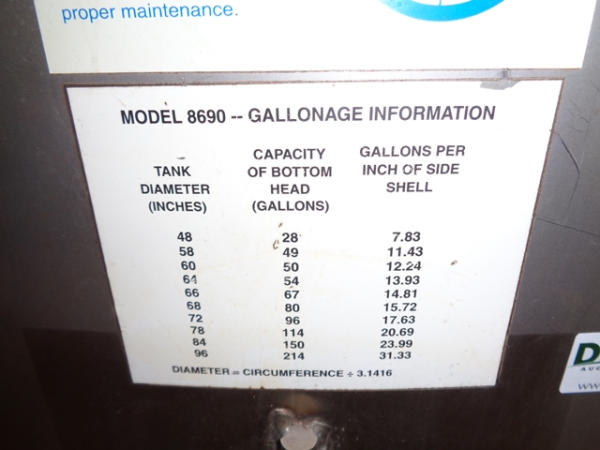 proper maintenance.
MODEL 8690 -- GALLONAGE INFORMATION
TANK DIAMETER (INCHES) CAPACITY OF BOTTOM HEAD (GALLONS) GALLONS PER INCH OF SIDE SHELL
48 28 7.83
58 49 11.43
60 50 12.24
64 54 13.93
66 67 14.81
68 80 15.72
72 96 17.63
78 114 20.69
84 150 23.99
96 214 31.33
DIAMETER = CIRCUMFERENCE ÷ 3.1416